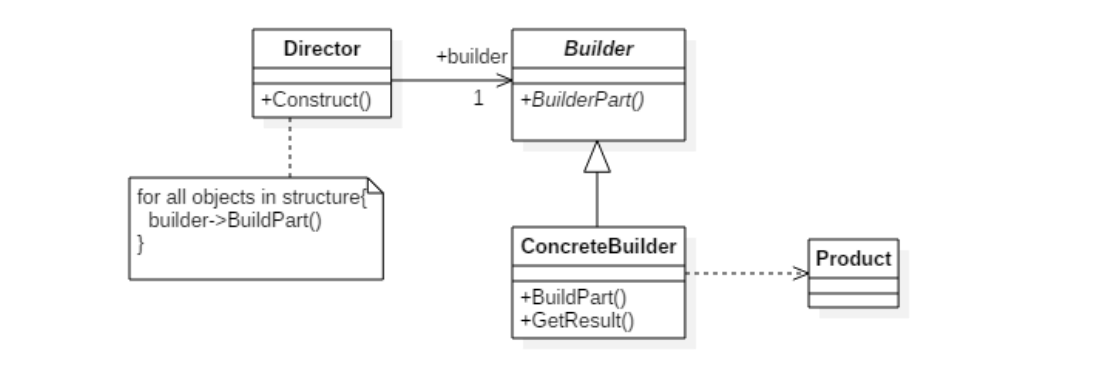 Director
+Construct()
+builder
1
Builder
+BuilderPart()
for all objects in structure{
builder->BuildPart()
}
ConcreteBuilder
+BuildPart()
+GetResult()
Product